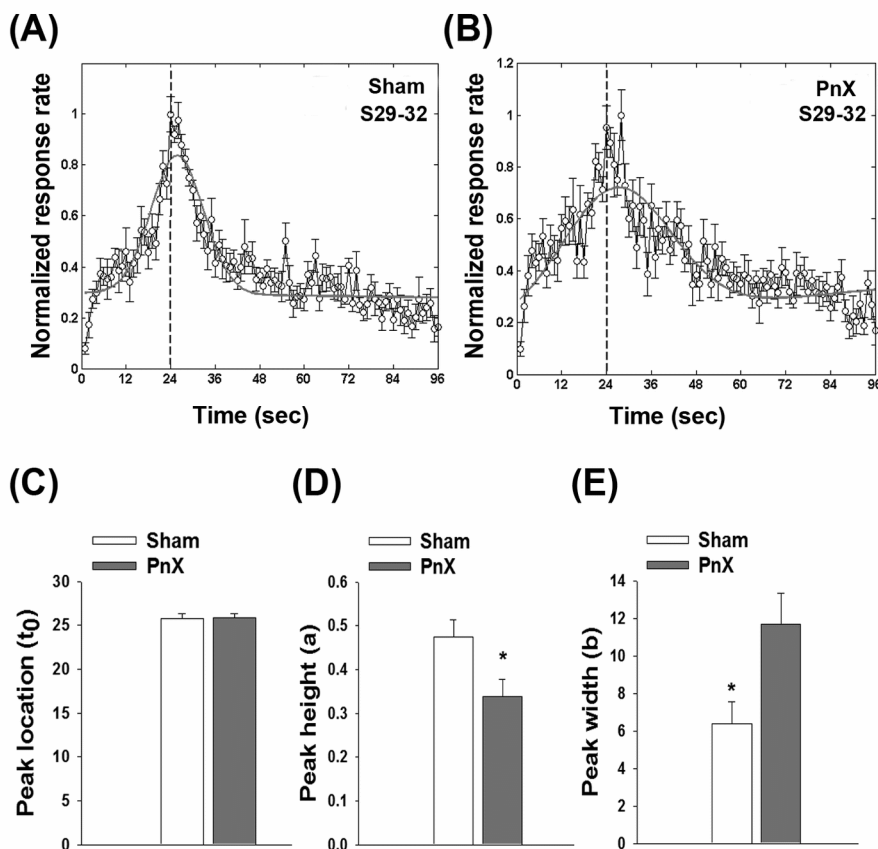 (A)
Normalized response rate
Sham
S29-32
1
0.8
0.6
0.4
0.2
0
0 12 24 36 48 60 72 84 96
Time (sec)
(B)
Normalized response rate
PnX
S29-32
1.2
1
0.8
0.6
0.4
0.2
0
0 12 24 36 48 60 72 84 96
Time (sec)
(C)
Sham
PnX
Peak location (t0)
30
25
20
15
10
5
0
(D)
Sham
PnX
Peak height (a)
0.6
0.5
0.4
0.3
0.4
0.1
0.0
*
(E)
Sham
PnX
Peak width (b)
14
12
10
8
6
4
2
0
*